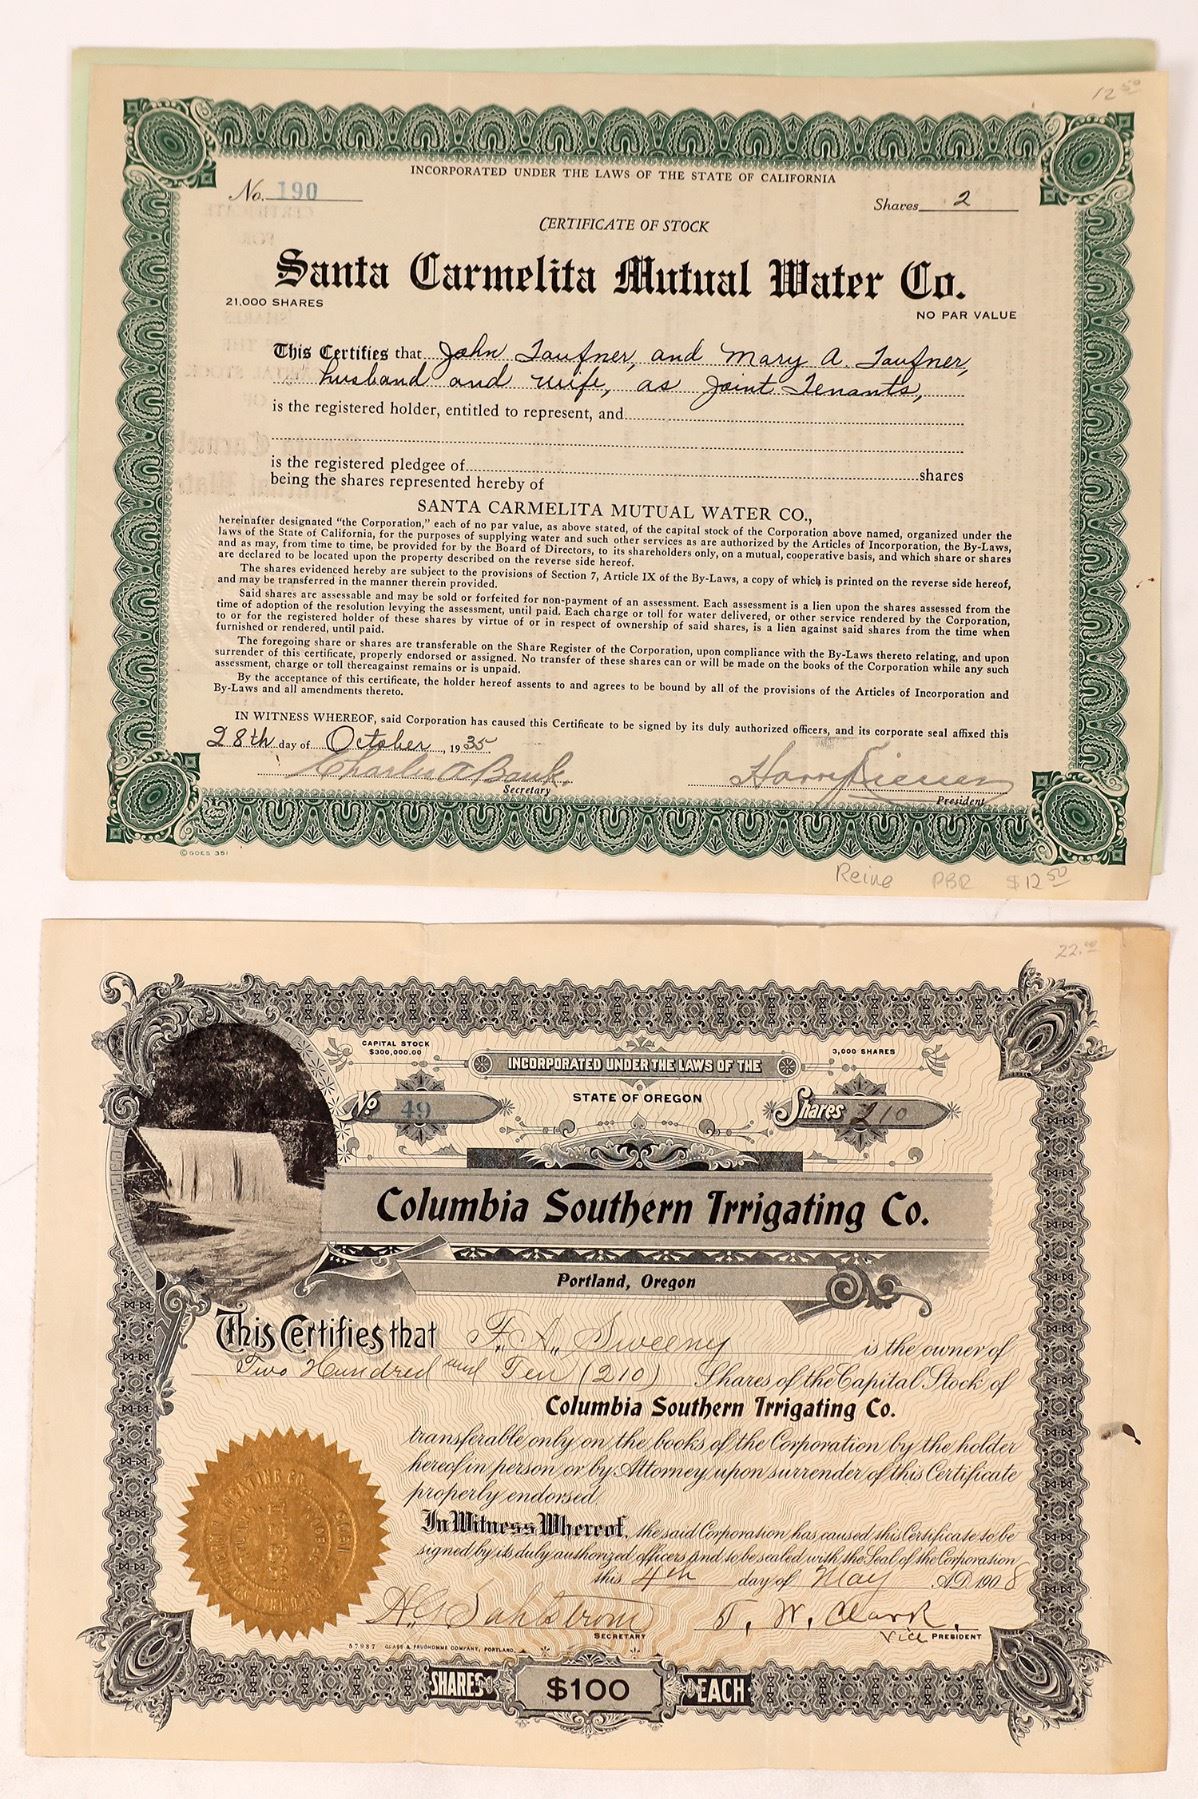 12 50
INCORPORATED UNDER THE LAWS OF THE STATE OF CALIFORNIA
No. 190
Shares 2
CERTIFICATE OF STOCK
Santa Carmelita Mutual Water Co.
21,000 SHARES
NO PAR VALUE
This Certifies that John Taufner, and Mary A. Taufner,
husband and wife, as Joint Tenants,
is the registered holder, entitled to represent, and
is the registered pledgee of shares
being the shares represented hereby of
SANTA CARMELITA MUTUAL WATER CO.,
hereinafter designated "the Corporation," each of no par value, as above stated, of the capital stock of the Corporation above named, organized under the
laws of the State of California, for the purposes of supplying water and such other services as are authorized by the Articles of Incorporation, the By-Laws,
and as may, from time to time, be provided for by the Board of Directors, to its shareholders only, on a mutual, cooperative basis, and which share or shares
are declared to be located upon the property described on the reverse side hereof.
The shares evidenced hereby are subject to the provisions of Section 7, Article IX of the By-Laws, a copy of which is printed on the reverse side hereof,
and may be transferred in the manner therein provided.
Said shares are assessable and may be sold or forfeited for non-payment of an assessment. Each assessment is a lien upon the shares assessed from the
time of adoption of the resolution levying the assessment, until paid. Each charge or toll for water delivered, or other service rendered by the Corporation,
to or for the registered holder of these shares by virtue of or in respect of ownership of said shares, is a lien against said shares from the time when
furnished or rendered, until paid.
The foregoing share or shares are transferable on the Share Register of the Corporation, upon compliance with the By-Laws thereto relating, and upon
surrender of this certificate, properly endorsed or assigned. No transfer of these shares can or will be made on the books of the Corporation while any such
assessment, charge or toll thereagainst remains or is unpaid.
By the acceptance of this certificate, the holder hereof assents to and agrees to be bound by all of the provisions of the Articles of Incorporation and
By-Laws and all amendments thereto.
IN WITNESS WHEREOF, said Corporation has caused this Certificate to be signed by its duly authorized officers, and its corporate seal affixed this
28th day of October, 1935
Charles A Bank
Harry
Secretary
President
©GOES 351
Reine PBR $12 50
22.00
CAPITAL STOCK
$300,000.00
INCORPORATED UNDER THE LAWS OF THE
3,000 SHARES
STATE OF OREGON
No 49
Shares 210
Columbia Southern Irrigating Co.
Portland, Oregon
This Certifies that F. A. Sweeny is the owner of
Two Hundred and Ten (210) Shares of the Capital Stock of
Columbia Southern Irrigating Co.
transferable only on the books of the Corporation by the holder
hereof in person or by Attorney upon surrender of this Certificate
properly endorsed.
In Witness Whereof, the said Corporation has caused this Certificate to be
signed by its duly authorized officers and to be sealed with the Seal of the Corporation
this 4th day of May A.D. 1908
A.G. Sahlstrom
T. W. Clark.
SECRETARY
Vice PRESIDENT
57987 GLASS & PRUDHOMME COMPANY, PORTLAND.
SHARES $100 EACH